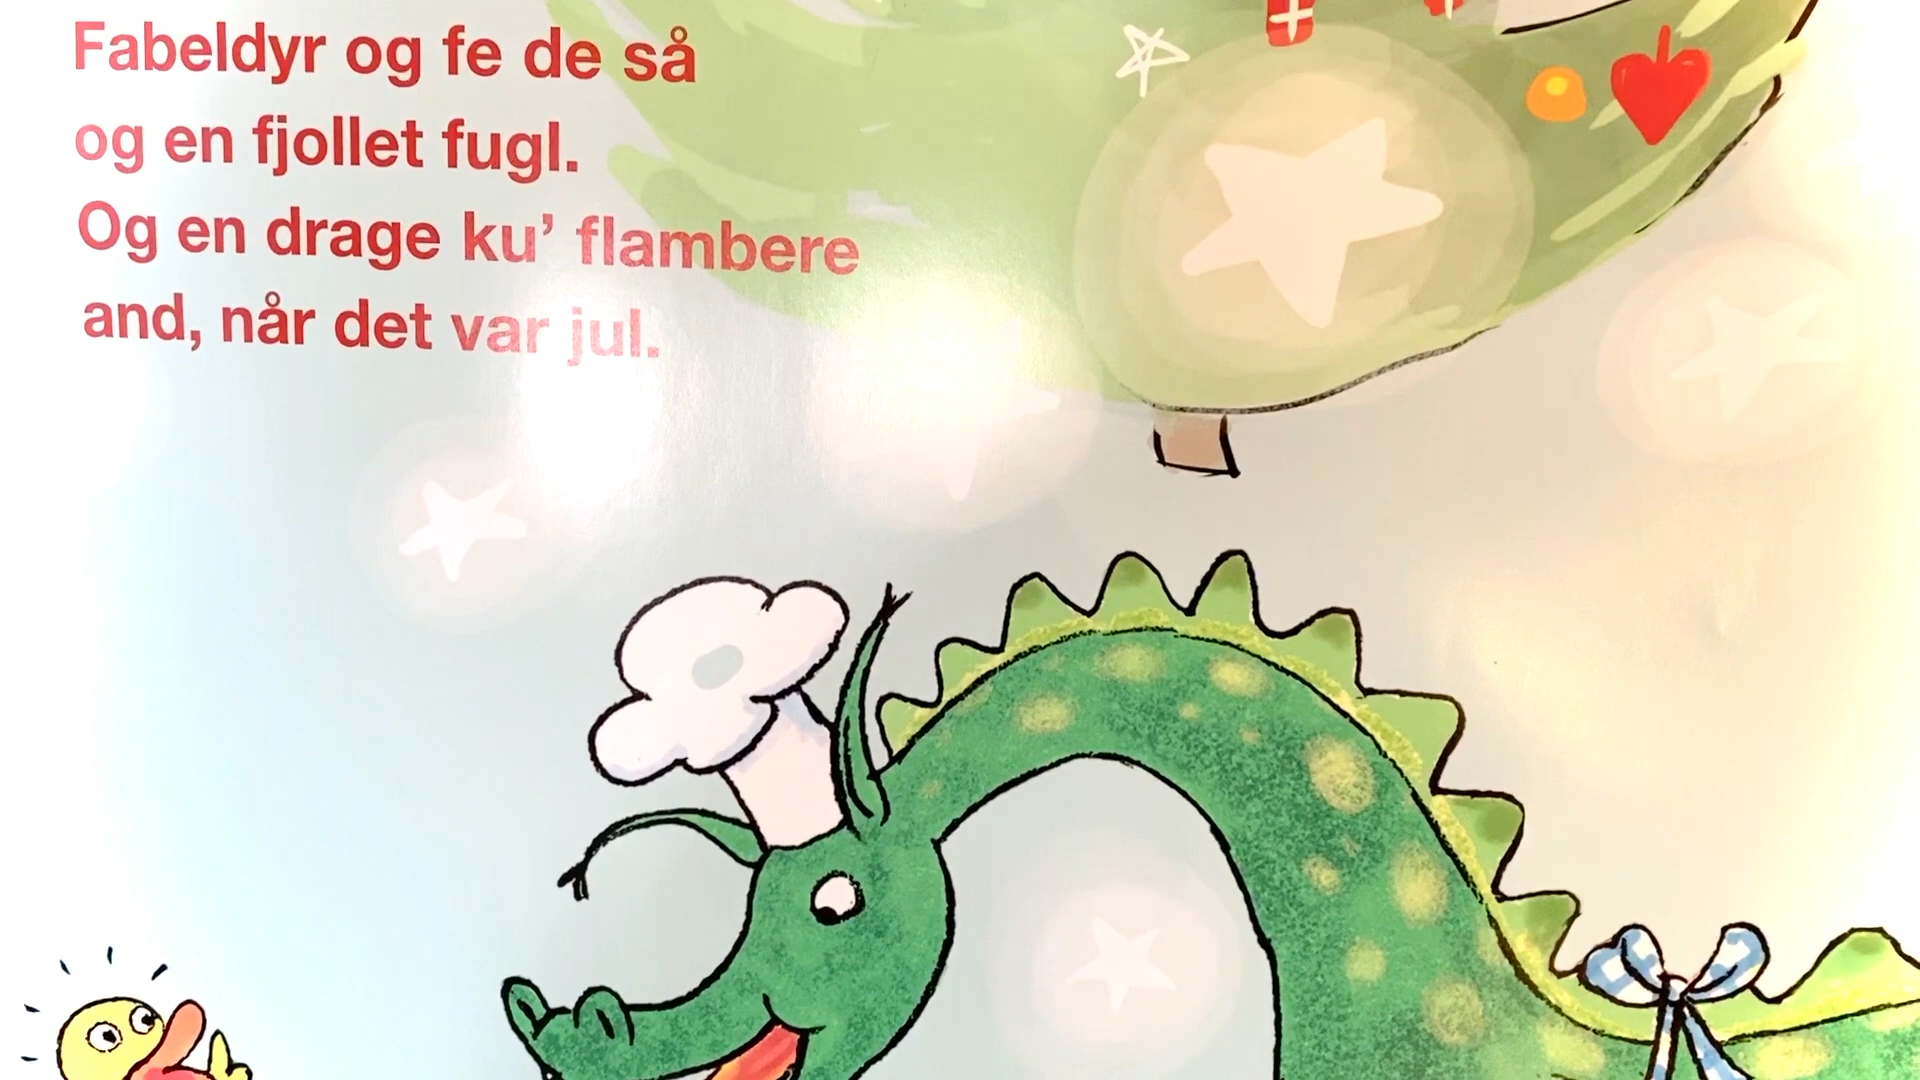 Fabeldyr og fe de så
og en fjollet fugl.
Og en drage ku’ flambere
and, når det var jul.